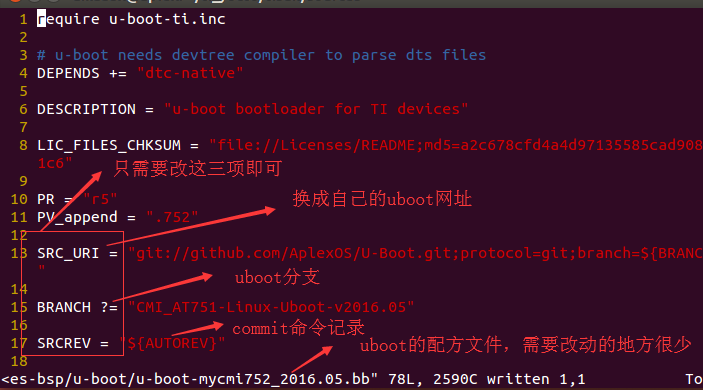 1 require u-boot-ti.inc
2
3 # u-boot needs devtree compiler to parse dts files
4 DEPENDS += "dtc-native"
5
6 DESCRIPTION = "u-boot bootloader for TI devices"
7
8 LIC_FILES_CHKSUM = "file://Licenses/README;md5=a2c678cfd4a4d97135585cad908
1c6"
只需要改这三项即可
9
10 PR = "r5"
换成自己的uboot网址
11 PV_append = ".752"
12
13 SRC_URI = "git://github.com/AplexOS/U-Boot.git;protocol=git;branch=${BRANC
"
uboot分支
14
15 BRANCH ?= "CMI_AT751-Linux-Uboot-v2016.05"
16
commit命令记录
17 SRCREV = "${AUTOREV}"
uboot的配方文件，需要改动的地方很少
18
<es-bsp/u-boot/u-boot-mycmi752_2016.05.bb" 78L, 2590C written 1,1 To